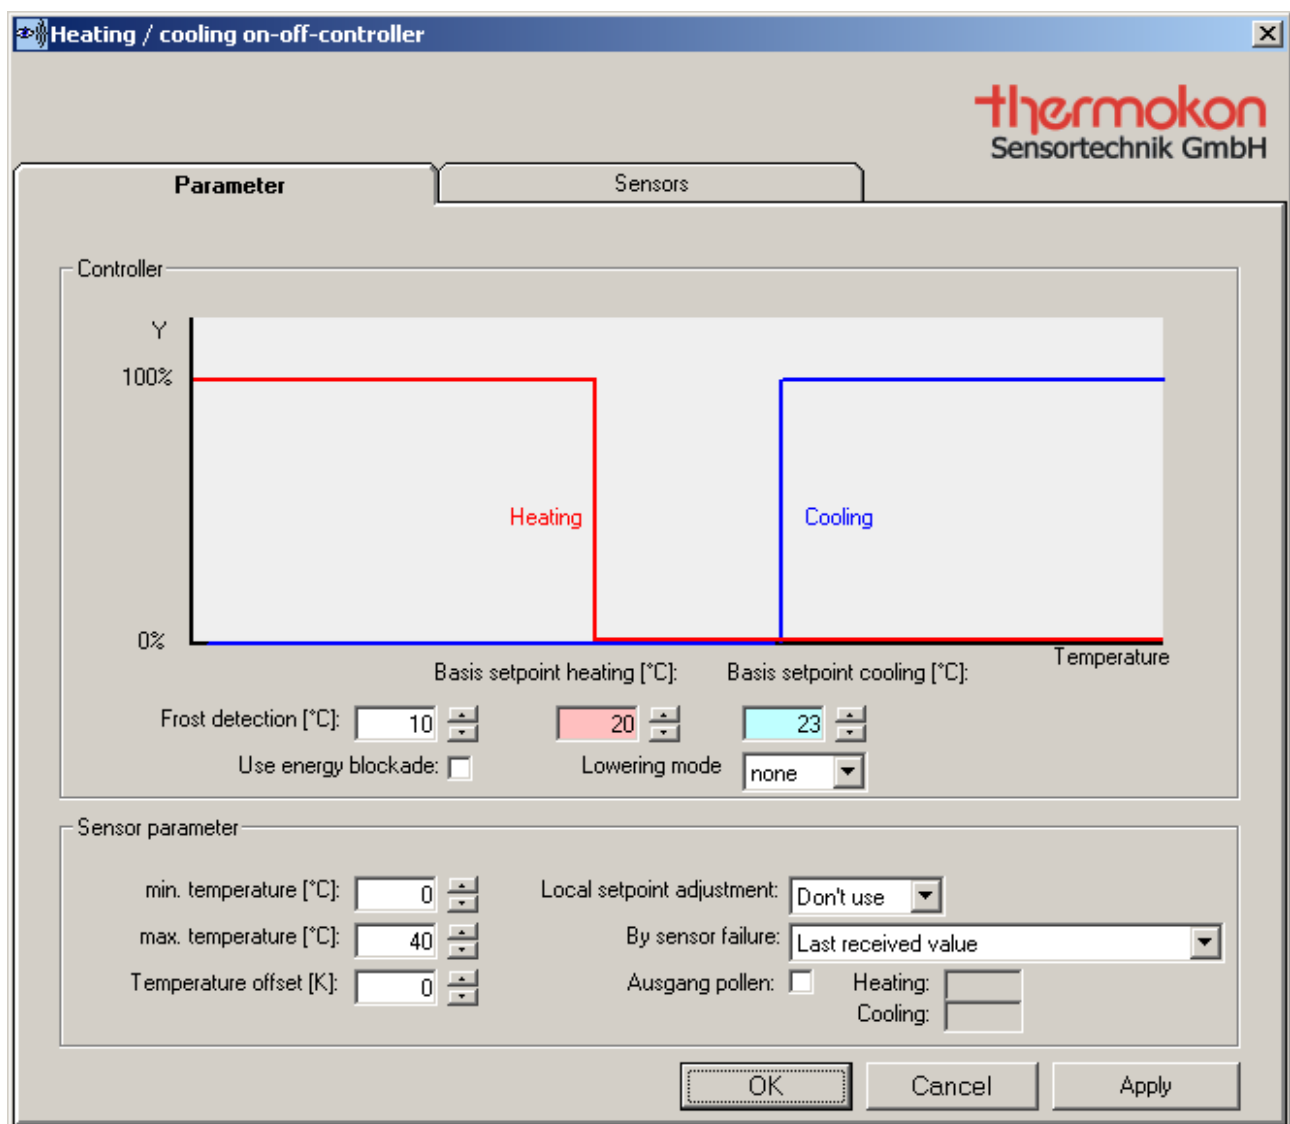 Heating / cooling on-off-controller
thermokon
Sensortechnik GmbH
Parameter
Sensors
Controller
Y
100%
Heating
Cooling
0%
Temperature
Basis setpoint heating [°C]:
Basis setpoint cooling [°C]:
Frost detection [°C]: 10
20
23
Use energy blockade:
Lowering mode none
Sensor parameter
min. temperature [°C]: 0
Local setpoint adjustment: Don't use
max. temperature [°C]: 40
By sensor failure: Last received value
Temperature offset [K]: 0
Ausgang pollen:
Heating:
Cooling:
OK
Cancel
Apply